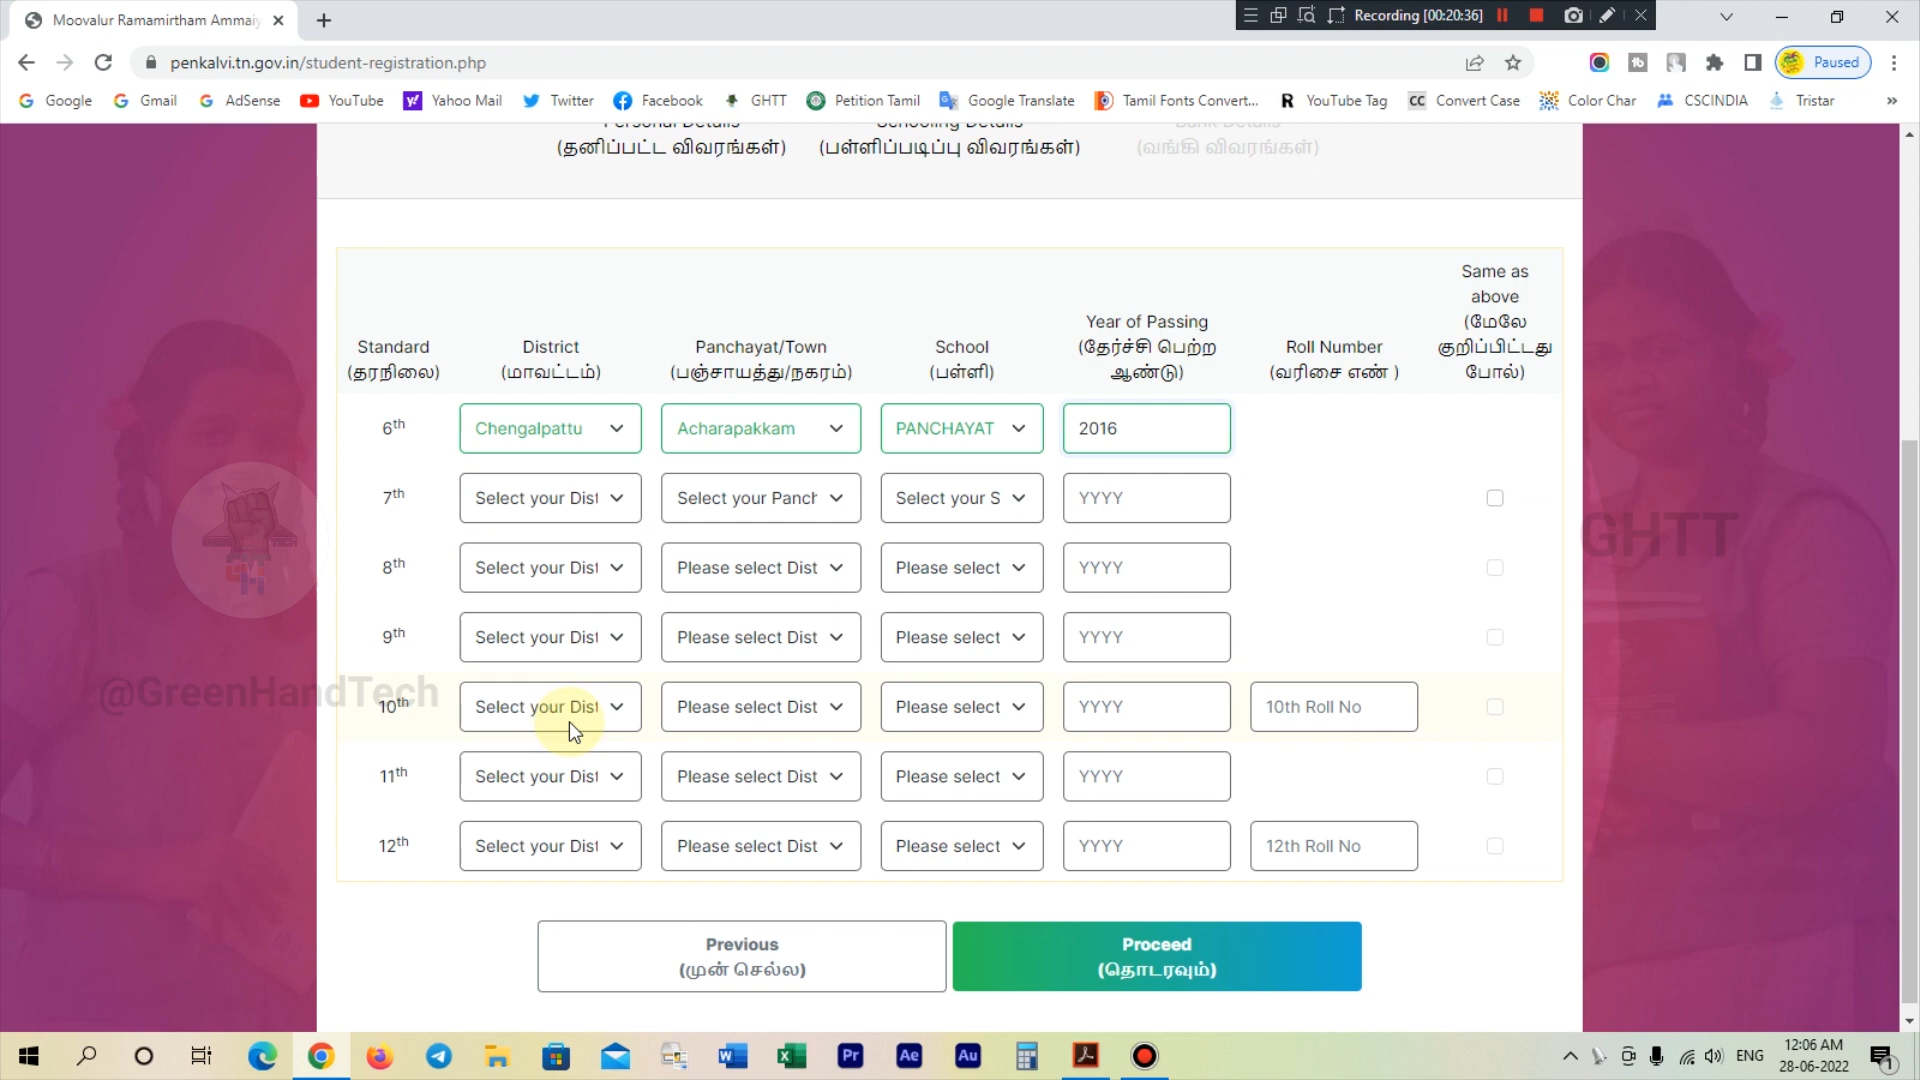 Moovalur Ramamirtham Ammaiy
Recording [00:20:36]
penkalvi.tn.gov.in/student-registration.php
Paused
Google Gmail AdSense YouTube Yahoo Mail Twitter Facebook GHTT Petition Tamil Google Translate Tamil Fonts Convert... YouTube Tag Convert Case Color Char CSCINDIA Tristar »
Personal Details Schooling Details Bank Details
(தனிப்பட்ட விவரங்கள்) (பள்ளிப்படிப்பு விவரங்கள்) (வங்கி விவரங்கள்)
Same as
above
(மேலே
குறிப்பிட்டது
போல்)
Year of Passing
(தேர்ச்சி பெற்ற
ஆண்டு)
Standard
(தரநிலை)
District
(மாவட்டம்)
Panchayat/Town
(பஞ்சாயத்து/நகரம்)
School
(பள்ளி)
Roll Number
(வரிசை எண் )
6th Chengalpattu Acharapakkam PANCHAYAT 2016
7th Select your Dist Select your Panch Select your S YYYY
8th Select your Dist Please select Dist Please select YYYY
9th Select your Dist Please select Dist Please select YYYY
10th Select your Dist Please select Dist Please select YYYY 10th Roll No
11th Select your Dist Please select Dist Please select YYYY
12th Select your Dist Please select Dist Please select YYYY 12th Roll No
GHTT
@GreenHandTech
Previous
(முன் செல்ல)
Proceed
(தொடரவும்)
ENG
12:06 AM
28-06-2022